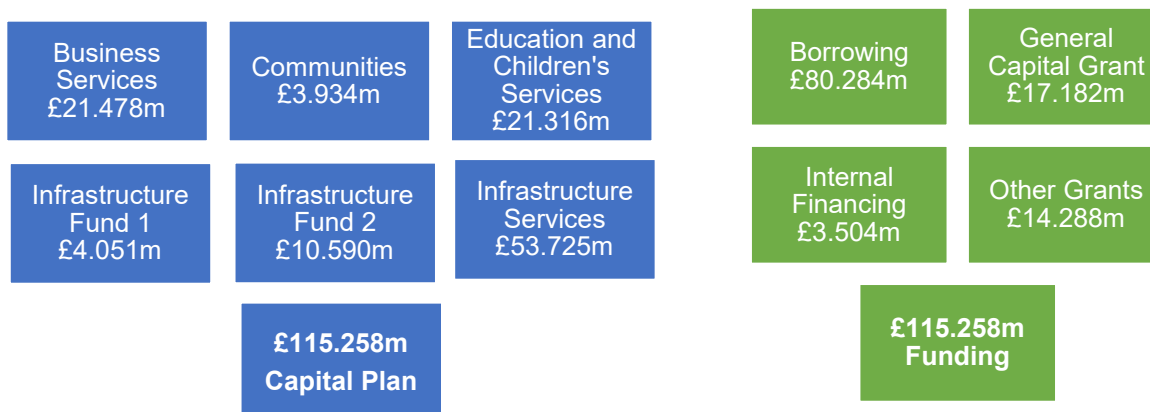 Business
Services
£21.478m
Communities
£3.934m
Education and
Children's
Services
£21.316m
Infrastructure
Fund 1
£4.051m
Infrastructure
Fund 2
£10.590m
Infrastructure
Services
£53.725m
£115.258m
Capital Plan
Borrowing
£80.284m
General
Capital Grant
£17.182m
Internal
Financing
£3.504m
Other Grants
£14.288m
£115.258m
Funding